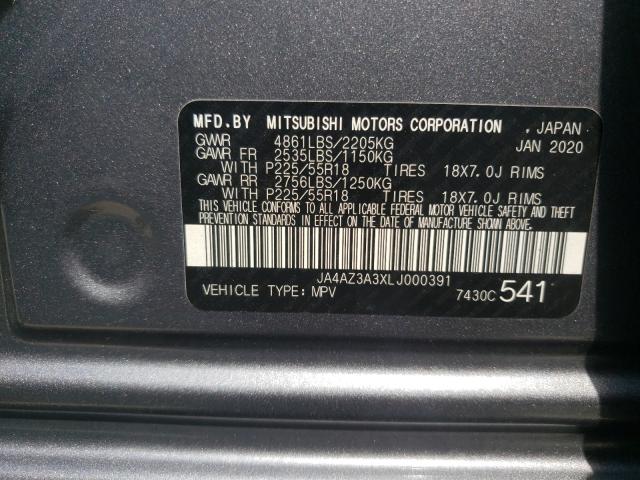 MFD.BY MITSUBISHI MOTORS CORPORATION , JAPAN
GVWR 4861LBS/2205KG JAN 2020
GAWR FR 2535LBS/1150KG
WITH P225/55R18 TIRES 18X7.0J RIMS
GAWR RR 2756LBS/1250KG
WITH P225/55R18 TIRES 18X7.0J RIMS
THIS VEHICLE CONFORMS TO ALL APPLICABLE FEDERAL MOTOR VEHICLE SAFETY AND THEFT
PREVENTION STANDARDS IN EFFECT ON THE DATE OF MANUFACTURE SHOWN ABOVE.
JA4AZ3A3XLJ000391
VEHICLE TYPE: MPV 7430C 541